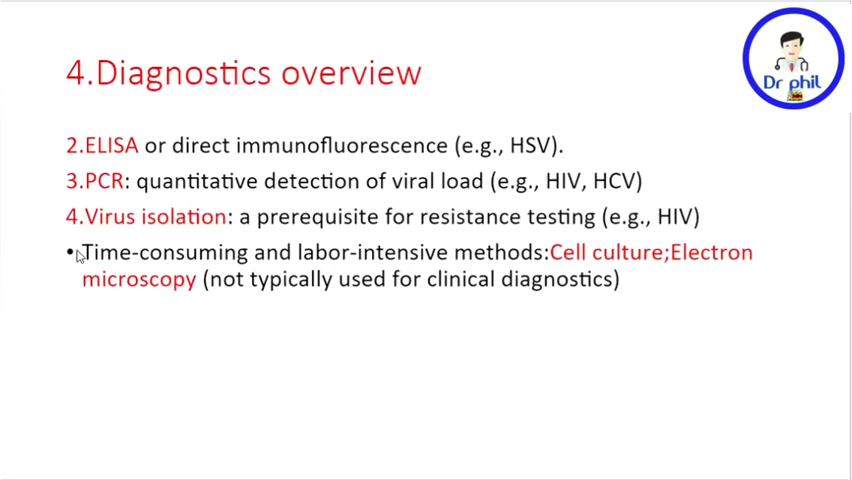 4.Diagnostics overview
Dr phil
2.ELISA or direct immunofluorescence (e.g., HSV).
3.PCR: quantitative detection of viral load (e.g., HIV, HCV)
4.Virus isolation: a prerequisite for resistance testing (e.g., HIV)
•Time-consuming and labor-intensive methods:Cell culture;Electron
microscopy (not typically used for clinical diagnostics)